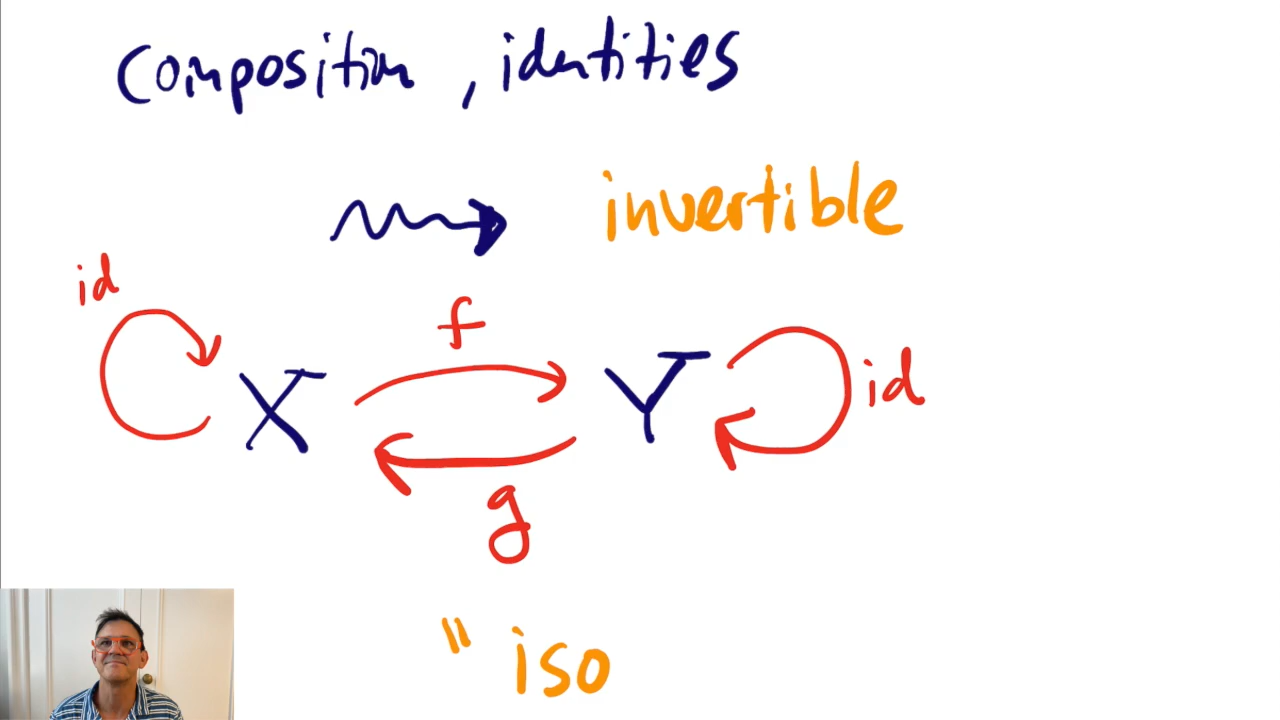 composition , identities
invertible
id
f
X Y id
g
" iso